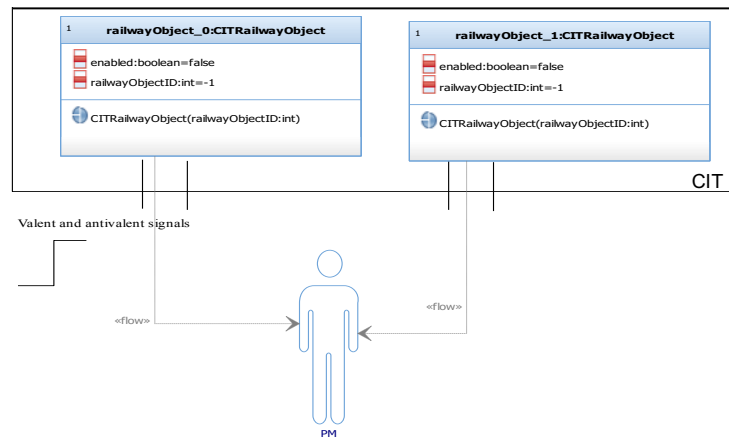 1
railwayObject_0:CITRailwayObject
enabled:boolean=false
railwayObjectID:int=-1
CITRailwayObject(railwayObjectID:int)
1
railwayObject_1:CITRailwayObject
enabled:boolean=false
railwayObjectID:int=-1
CITRailwayObject(railwayObjectID:int)
CIT
Valent and antivalent signals
«flow»
«flow»
PM